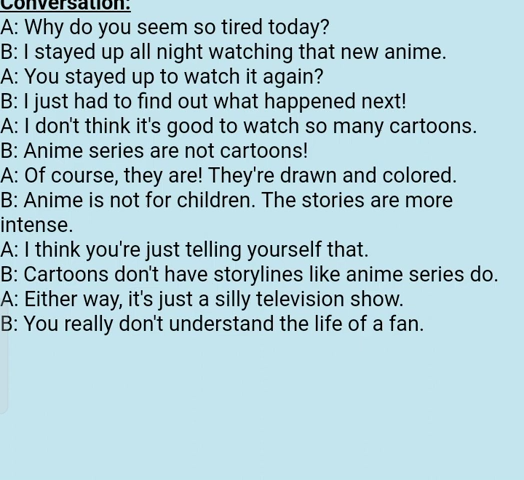 Conversation:
A: Why do you seem so tired today?
B: I stayed up all night watching that new anime.
A: You stayed up to watch it again?
B: I just had to find out what happened next!
A: I don't think it's good to watch so many cartoons.
B: Anime series are not cartoons!
A: Of course, they are! They're drawn and colored.
B: Anime is not for children. The stories are more
intense.
A: I think you're just telling yourself that.
B: Cartoons don't have storylines like anime series do.
A: Either way, it's just a silly television show.
B: You really don't understand the life of a fan.